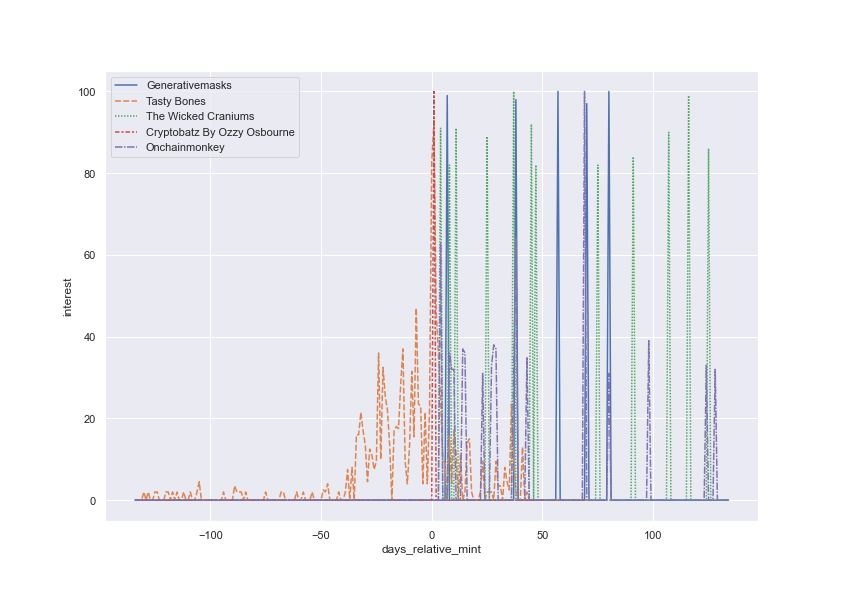 Generativemasks
Tasty Bones
The Wicked Craniums
Cryptobatz By Ozzy Osbourne
Onchainmonkey
100
80
60
40
20
0
interest
−100 −50 0 50 100
days_relative_mint